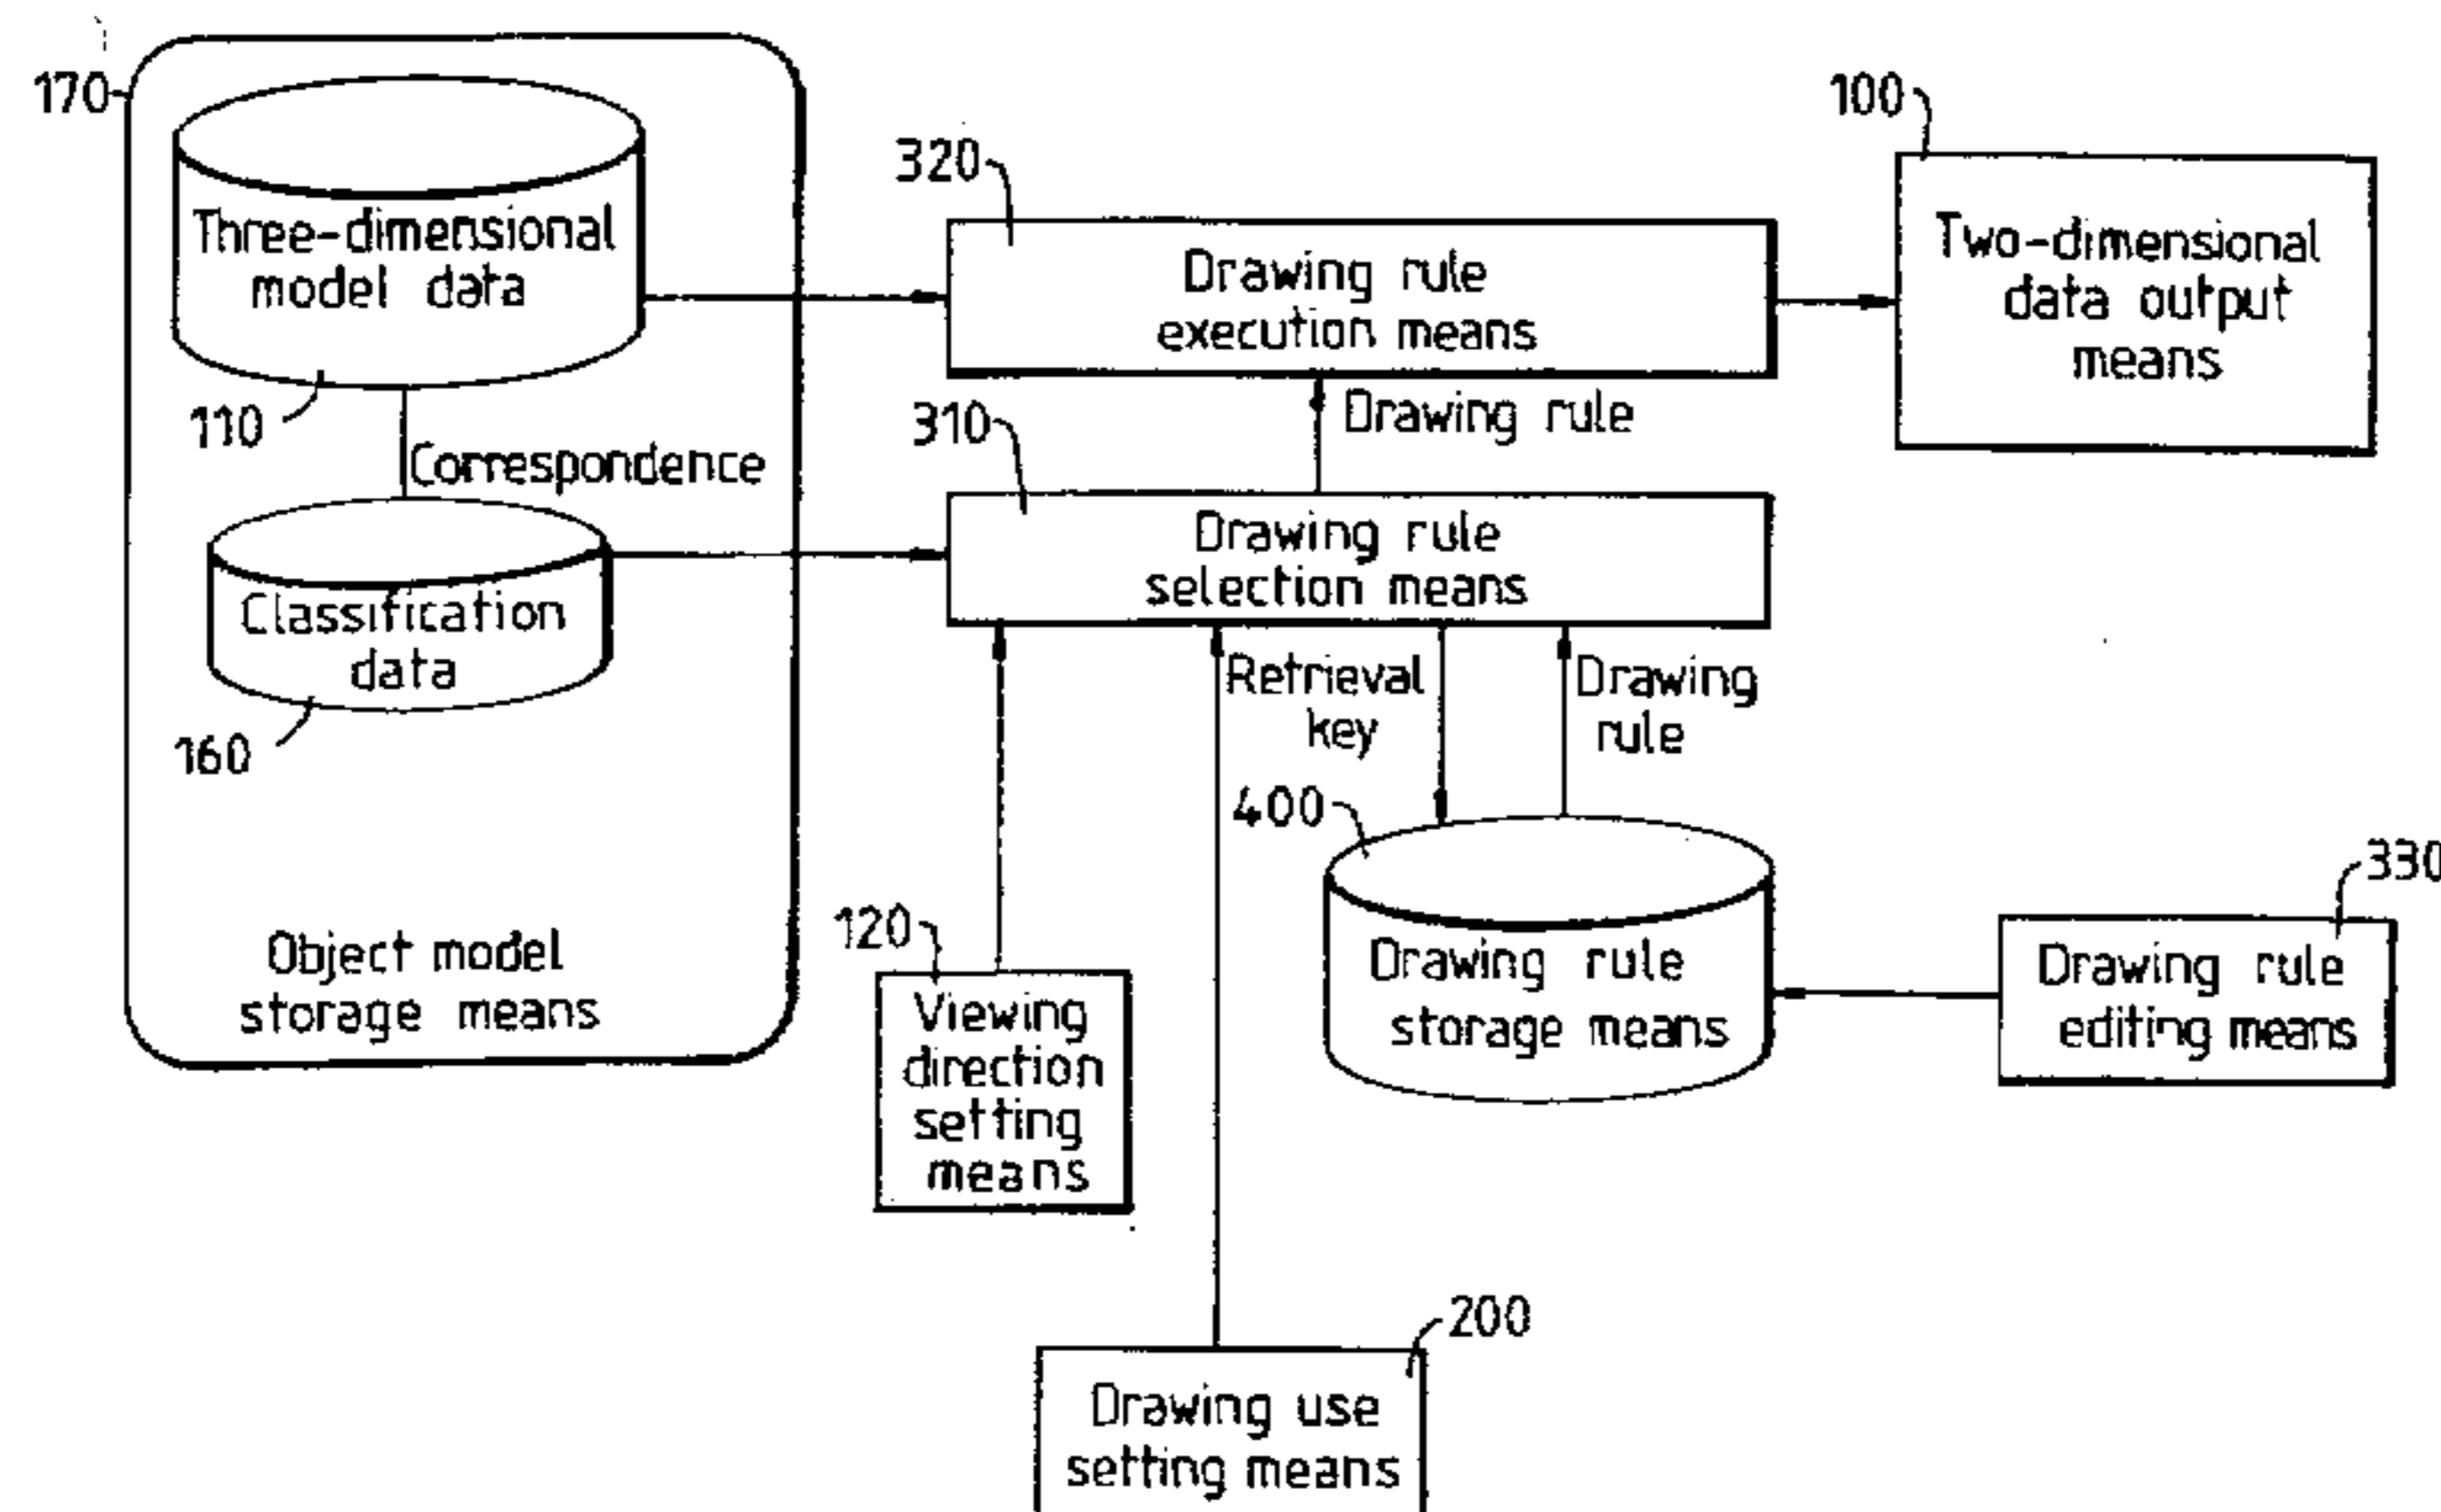 170
Three-dimensional
model data
110
Correspondence
Classification
data
160
Object model
storage means
320
Drawing rule
execution means
100
Two-dimensional
data output
means
Drawing rule
310
Drawing rule
selection means
Retrieval
key
Drawing
rule
400
Drawing rule
storage means
330
Drawing rule
editing means
120
Viewing
direction
setting
means
200
Drawing use
setting means